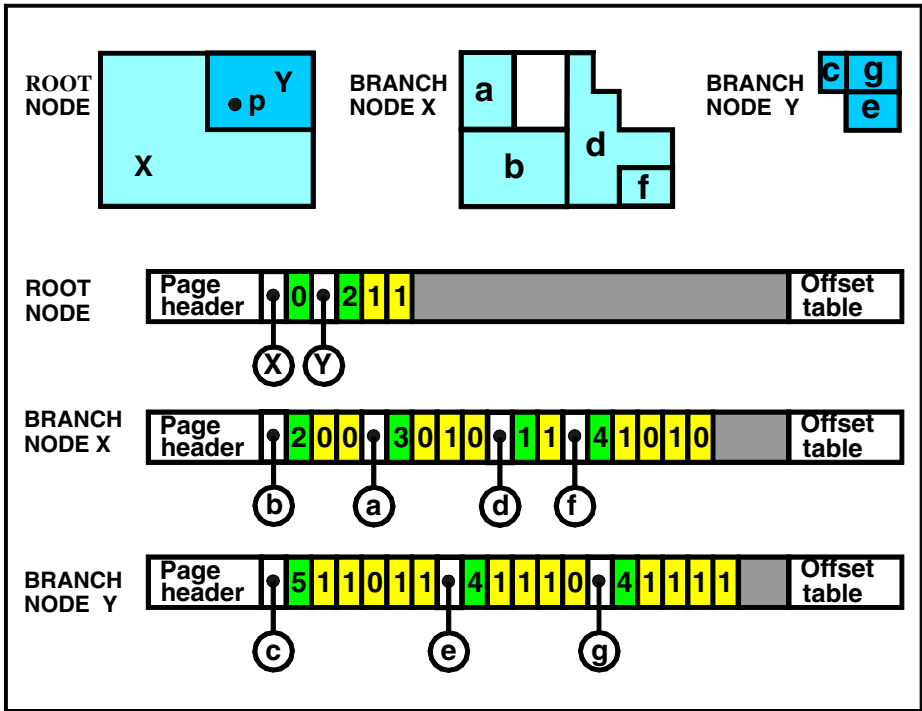 ROOT
NODE
X
Y
p
BRANCH
NODE X
a
b
d
f
BRANCH
NODE Y
c g
e
ROOT
NODE
Page
header
0 2 1 1
Offset
table
X Y
BRANCH
NODE X
Page
header
2 0 0 3 0 1 0 1 1 4 1 0 1 0
Offset
table
b a d f
BRANCH
NODE Y
Page
header
5 1 1 0 1 1 4 1 1 1 0 4 1 1 1 1
Offset
table
c e g